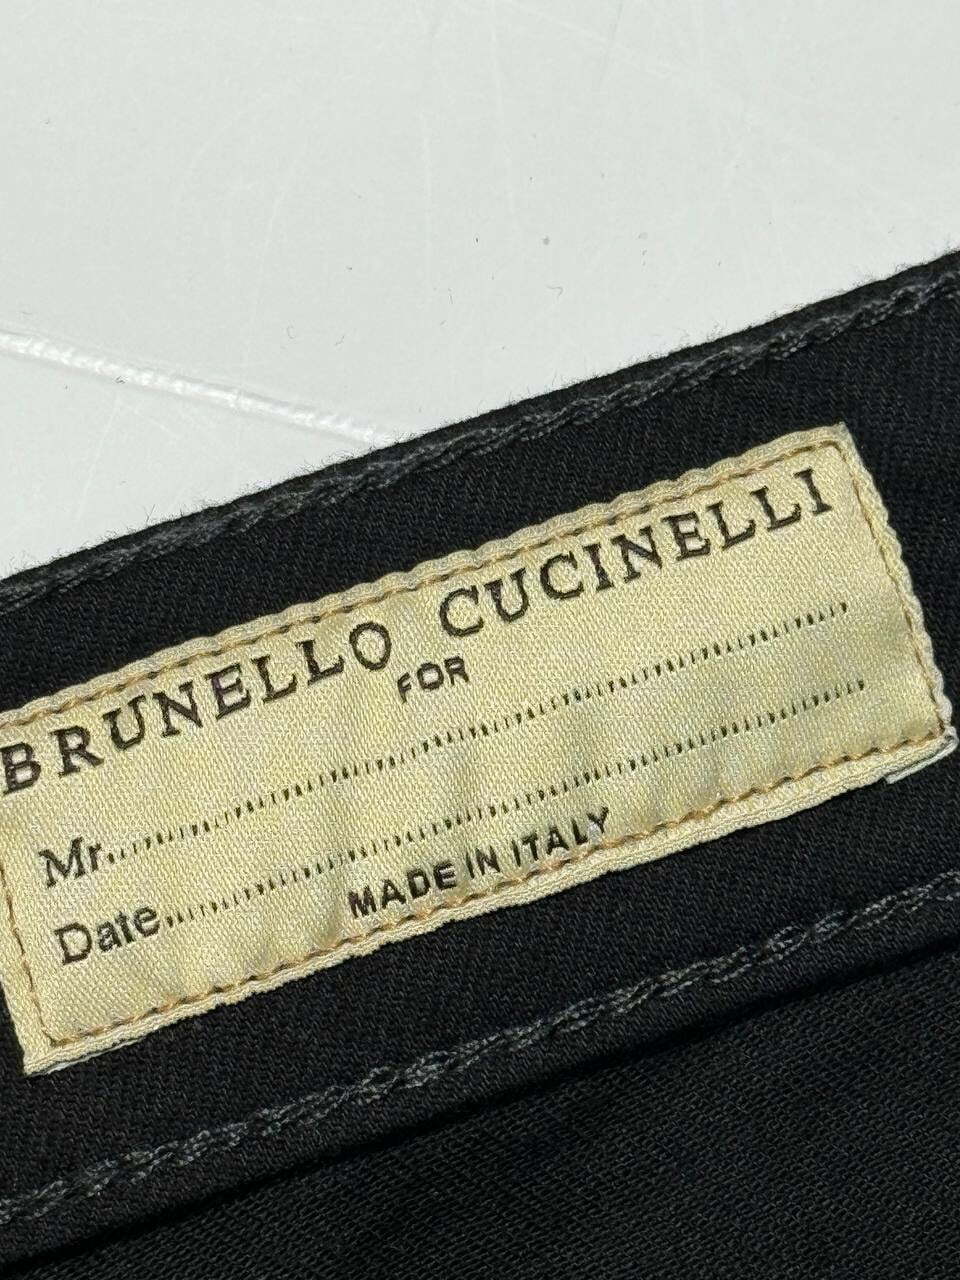 BRUNELLO CUCINELLI
FOR
Mr........................................................
Date........................................................
MADE IN ITALY